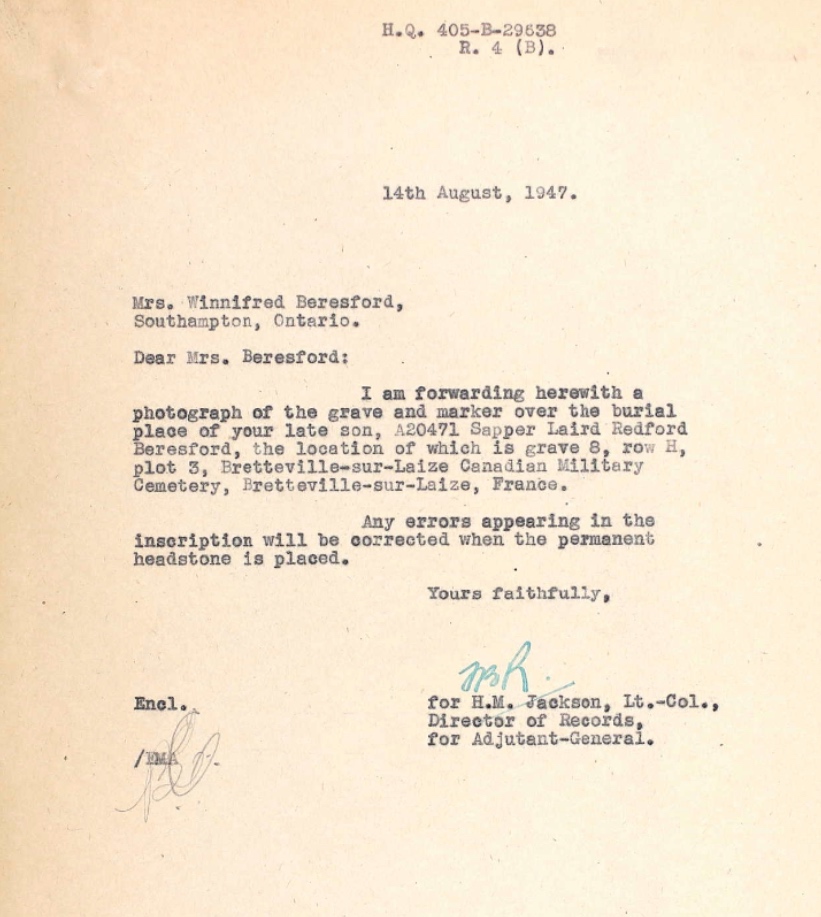 H.Q. 405-B-29638
R. 4 (B).
14th August, 1947.
Mrs. Winnifred Beresford,
Southampton, Ontario.
Dear Mrs. Beresford:
I am forwarding herewith a
photograph of the grave and marker over the burial
place of your late son, A20471 Sapper Laird Redford
Beresford, the location of which is grave 8, row H,
plot 3, Bretteville-sur-Laize Canadian Military
Cemetery, Bretteville-sur-Laize, France.
Any errors appearing in the
inscription will be corrected when the permanent
headstone is placed.
Yours faithfully,
Encl.
for H.M. Jackson, Lt.-Col.,
Director of Records,
for Adjutant-General.